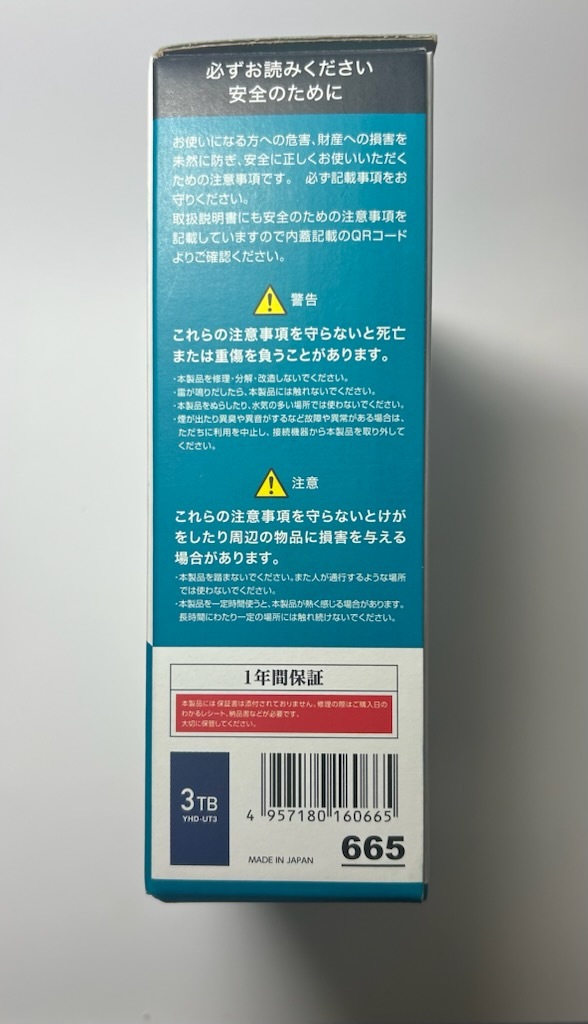 必ずお読みください
安全のために
お使いになる方への危害、財産への損害を
未然に防ぎ、安全に正しくお使いいただく
ための注意事項です。 必ず記載事項をお
守りください。
取扱説明書にも安全のための注意事項を
記載していますので内蓋記載のQRコード
よりご確認ください。
警告
これらの注意事項を守らないと死亡
または重傷を負うことがあります。
・本製品を修理・分解・改造しないでください。
・雷が鳴りだしたら、本製品には触れないでください。
・本製品をぬらしたり、水気の多い場所では使わないでください。
・煙が出たり異臭や異音がするなど故障や異常がある場合は、
ただちに利用を中止し、接続機器から本製品を取り外して
ください。
注意
これらの注意事項を守らないとけが
をしたり周辺の物品に損害を与える
場合があります。
・本製品を踏まないでください。また人が通行するような場所
では使わないでください。
・本製品を一定時間使うと、本製品が熱く感じる場合があります。
長時間にわたり一定の場所には触れ続けないでください。
1年間保証
本製品には保証書は添付されておりません。修理の際はご購入日の
わかるレシート、納品書などが必要です。
大切に保管してください。
3TB
YHD-UT3
4 957180 160665
MADE IN JAPAN
665